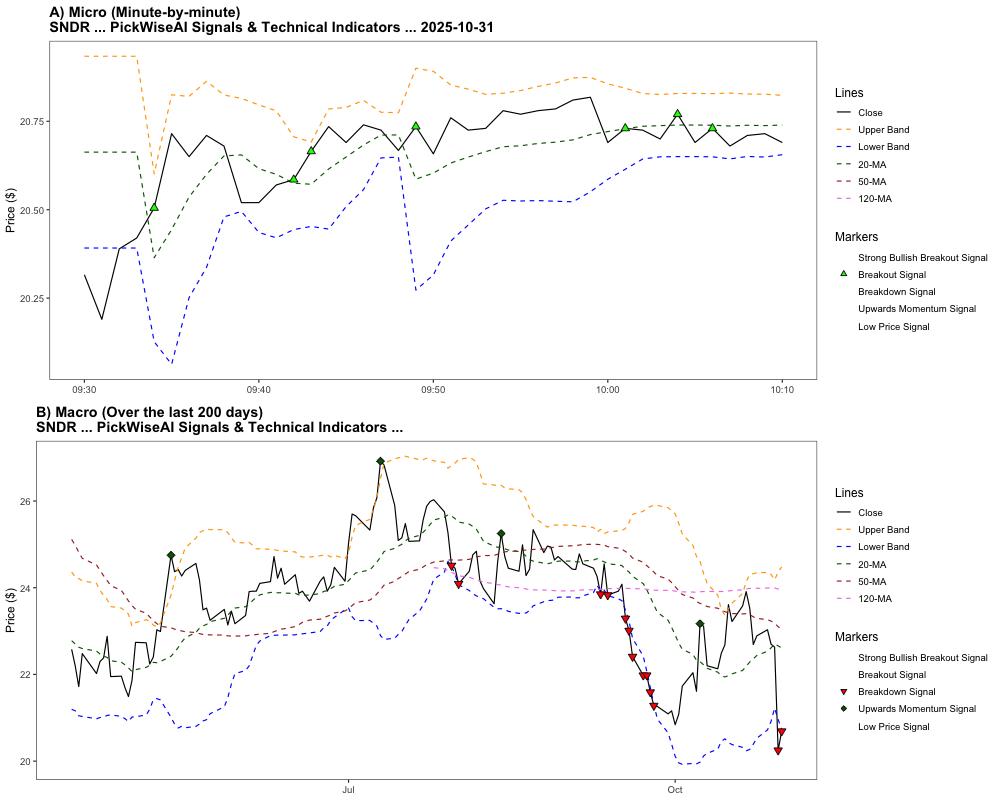 A) Micro (Minute-by-minute)
SNDR ... PickWiseAI Signals & Technical Indicators ... 2025-10-31
Price ($)
20.75
20.50
20.25
09:30
09:40
09:50
10:00
10:10
Lines
Close
Upper Band
Lower Band
20-MA
50-MA
120-MA
Markers
Strong Bullish Breakout Signal
Breakout Signal
Breakdown Signal
Upwards Momentum Signal
Low Price Signal
B) Macro (Over the last 200 days)
SNDR ... PickWiseAI Signals & Technical Indicators ...
Price ($)
26
24
22
20
Jul
Oct
Lines
Close
Upper Band
Lower Band
20-MA
50-MA
120-MA
Markers
Strong Bullish Breakout Signal
Breakout Signal
Breakdown Signal
Upwards Momentum Signal
Low Price Signal